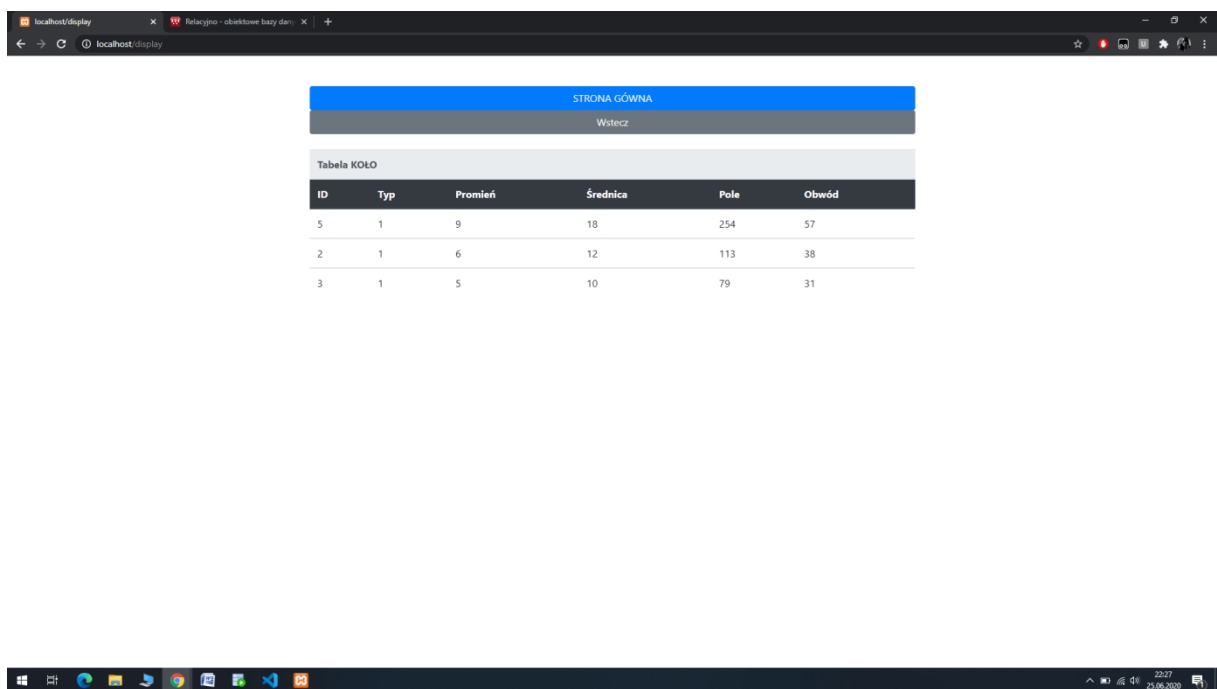 localhost/display
Relacyjno - obiektowe bazy dany
localhost/display
STRONA GÓWNA
Wstecz
Tabela KOŁO
ID Typ Promień Średnica Pole Obwód
5 1 9 18 254 57
2 1 6 12 113 38
3 1 5 10 79 31
22:27
25.06.2020